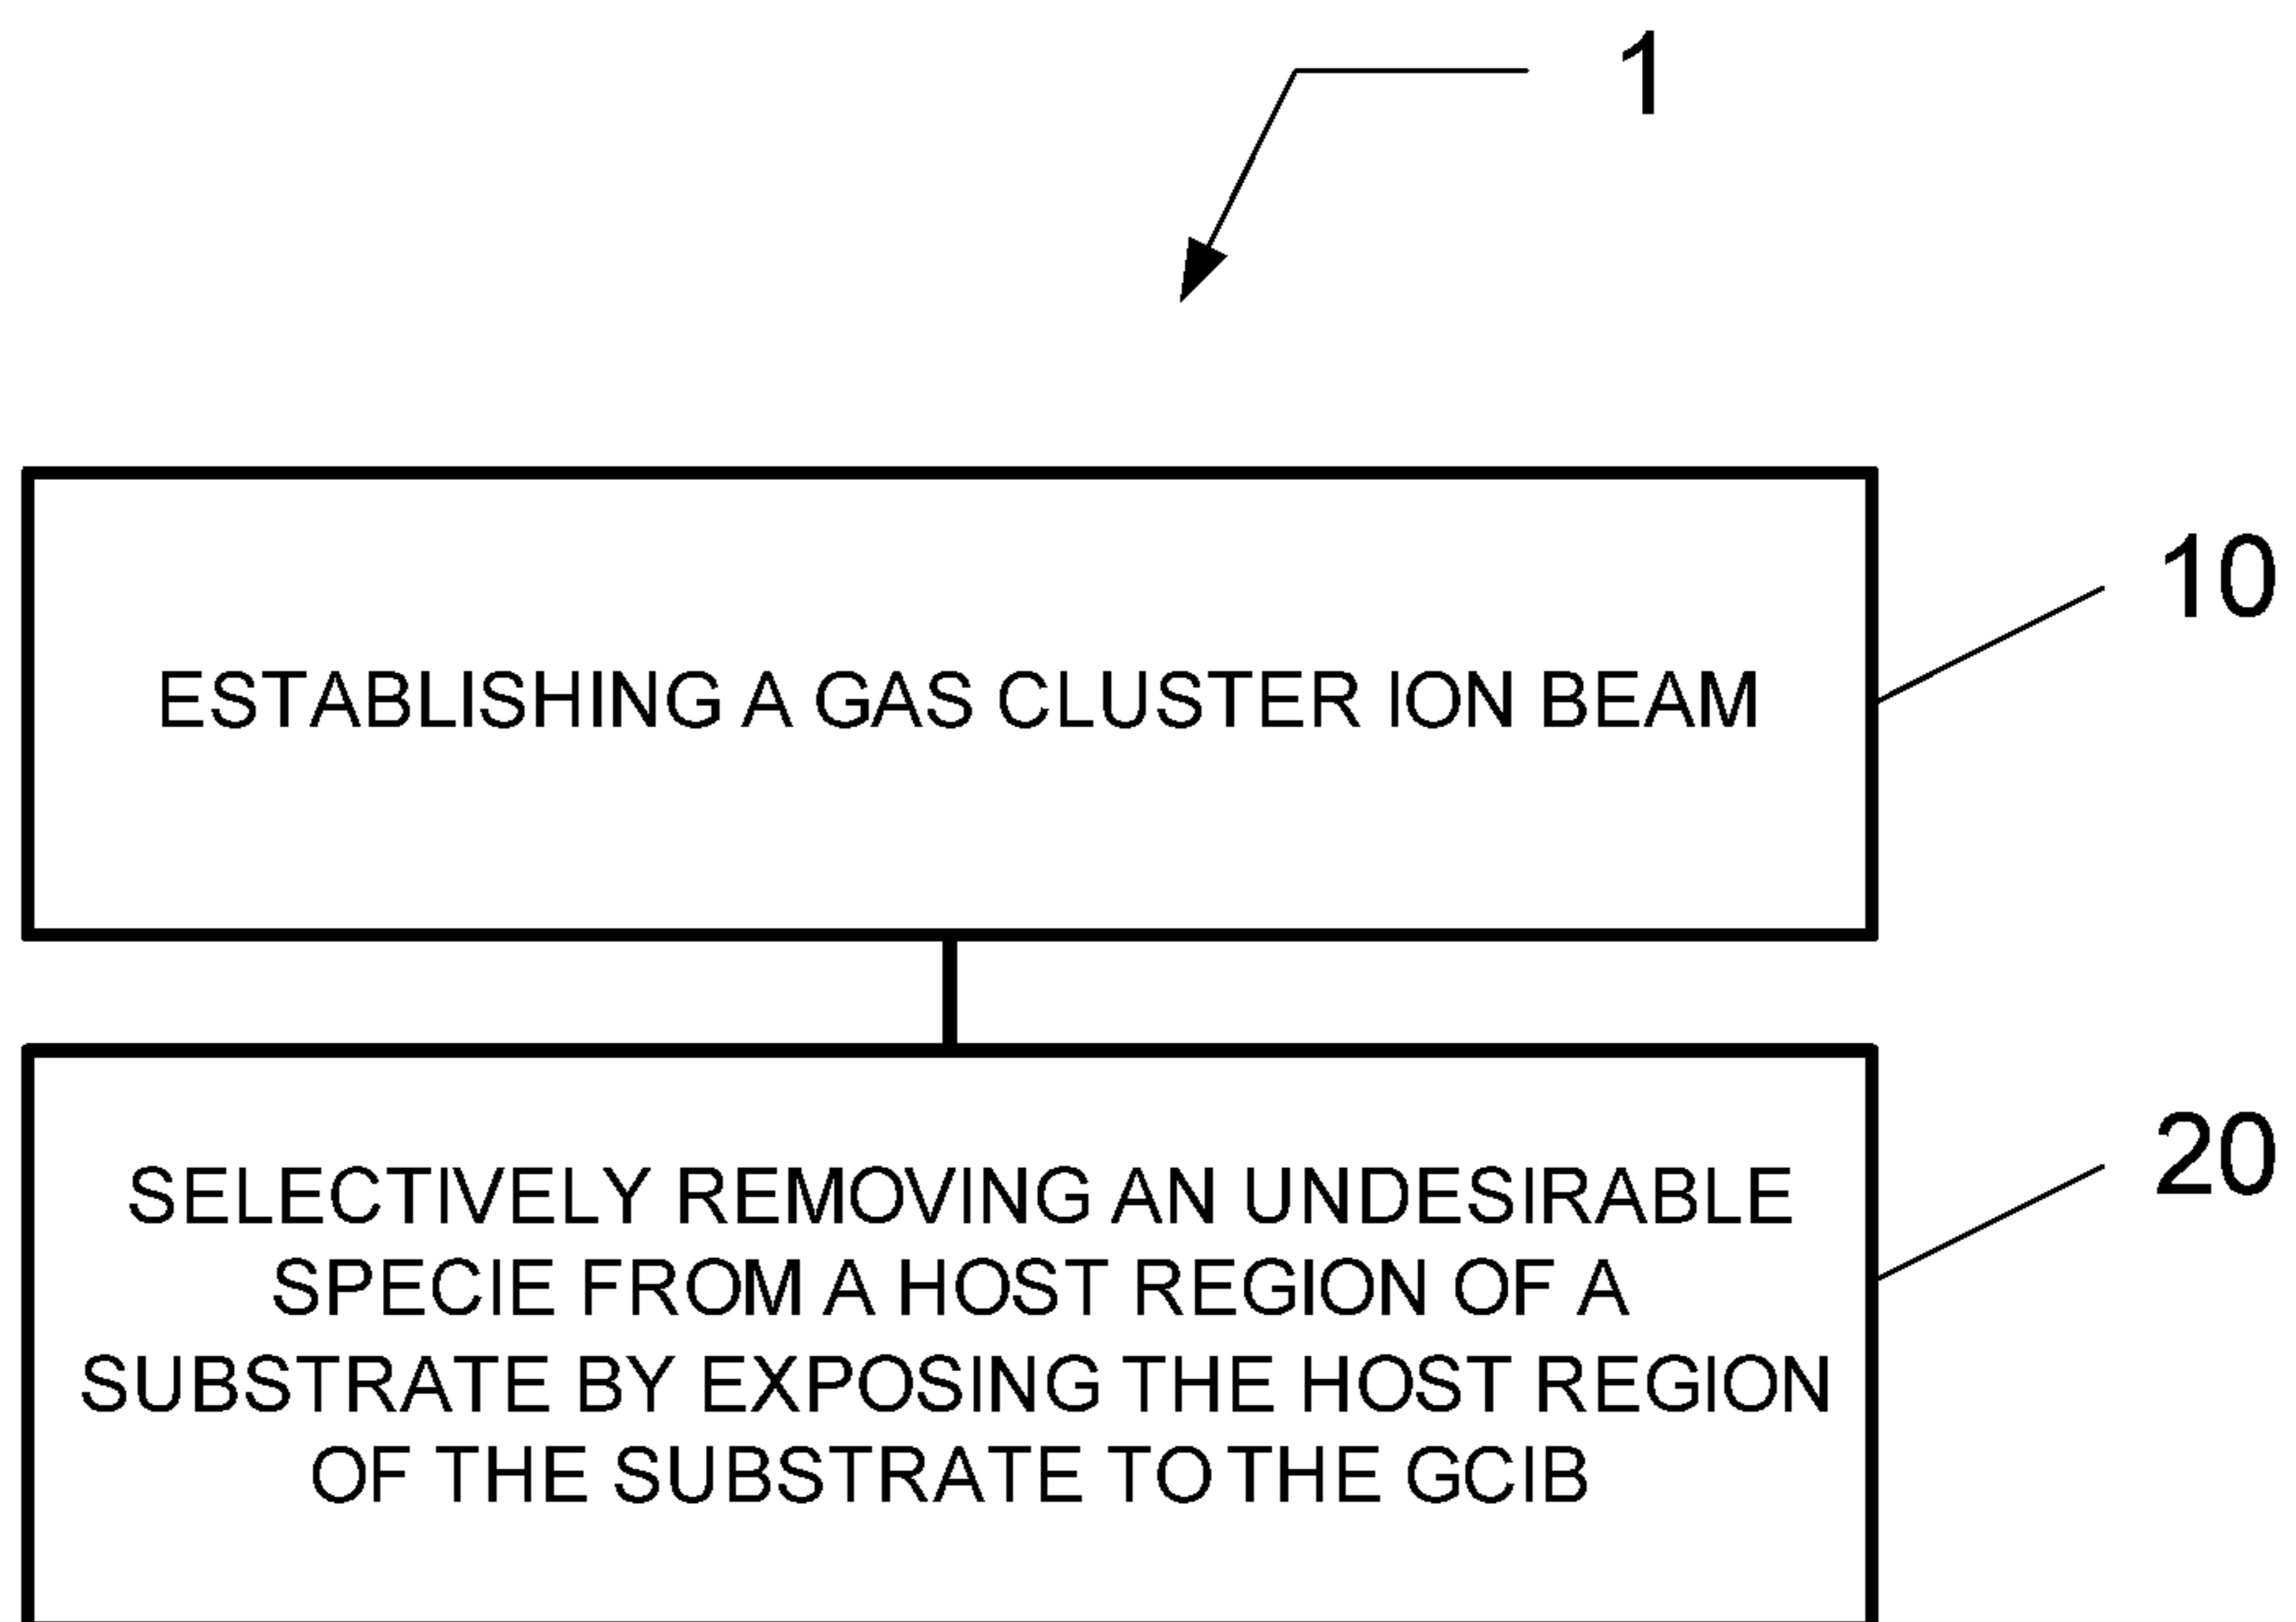 1
10
ESTABLISHING A GAS CLUSTER ION BEAM
20
SELECTIVELY REMOVING AN UNDESIRABLE
SPECIE FROM A HOST REGION OF A
SUBSTRATE BY EXPOSING THE HOST REGION
OF THE SUBSTRATE TO THE GCIB